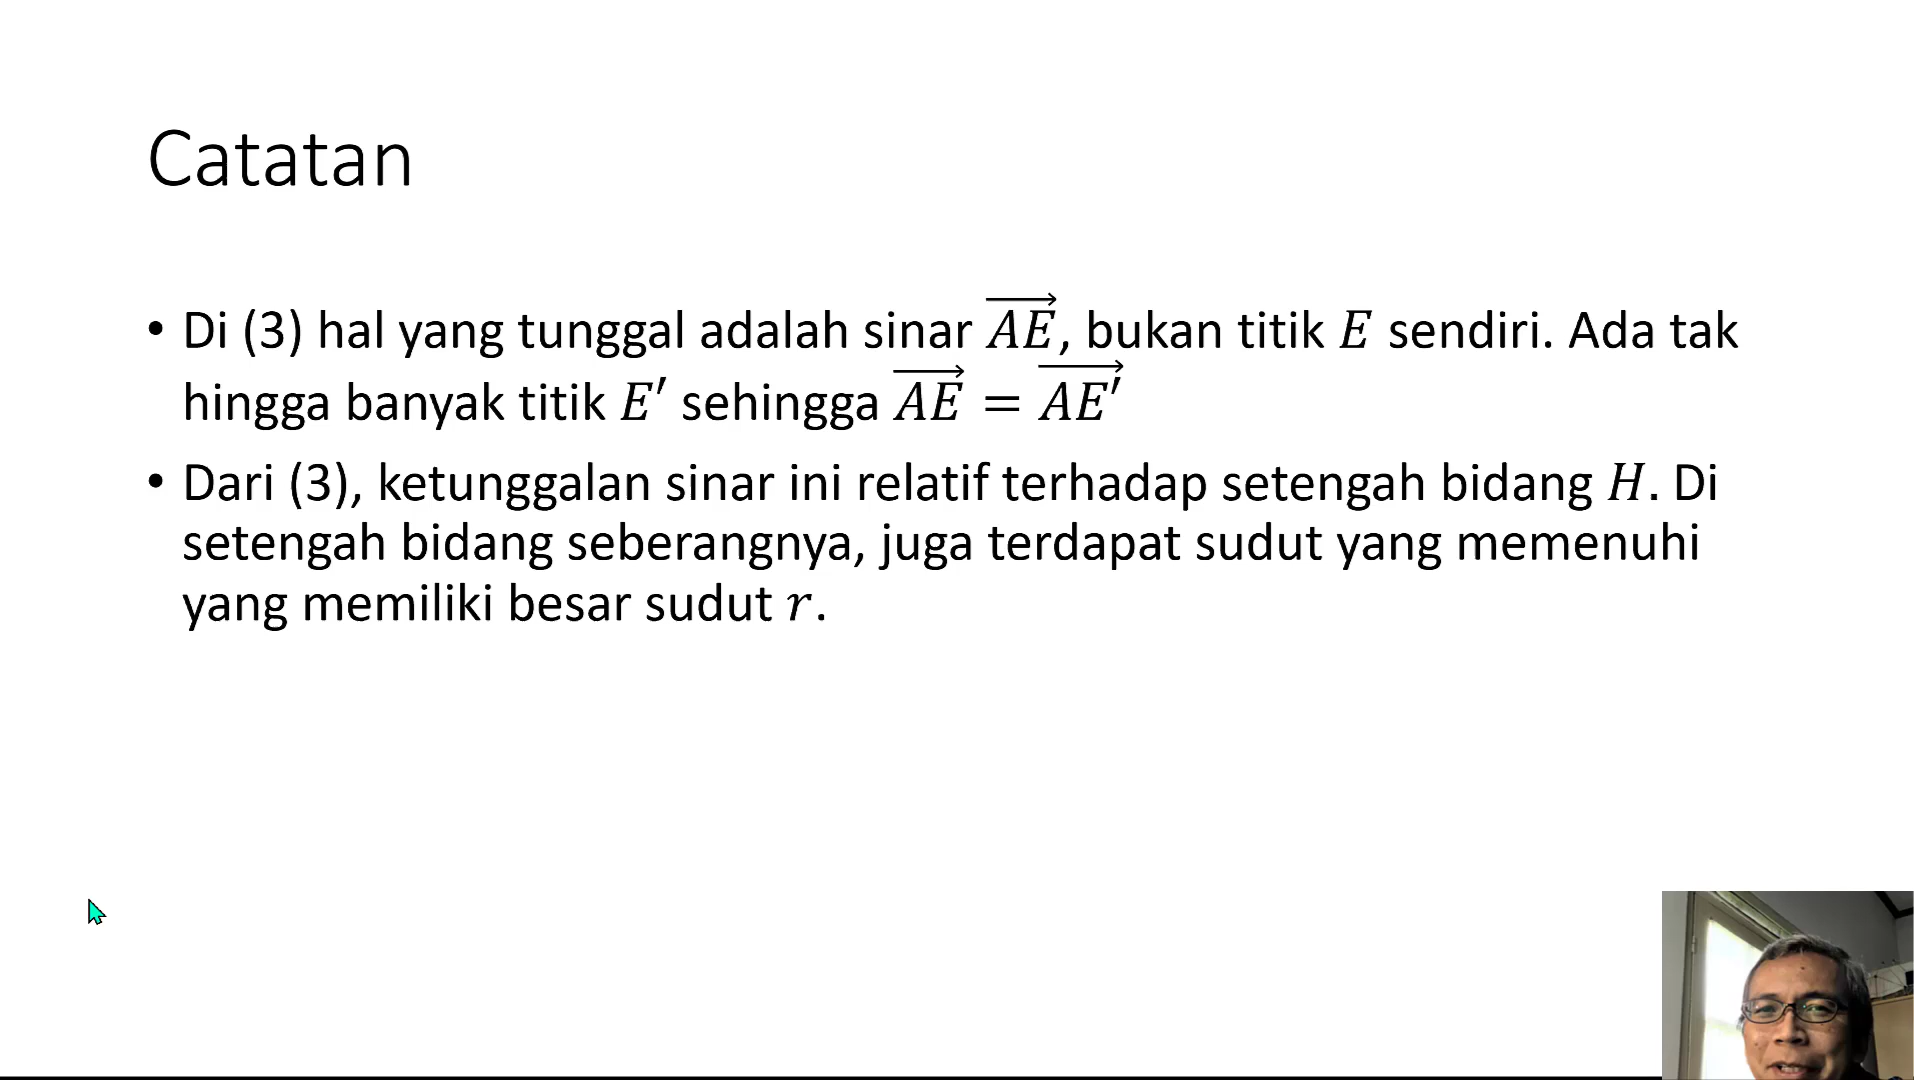 Catatan
• Di (3) hal yang tunggal adalah sinar $\overrightarrow{AE}$, bukan titik $E$ sendiri. Ada tak
hingga banyak titik $E'$ sehingga $\overrightarrow{AE} = \overrightarrow{AE'}$
• Dari (3), ketunggalan sinar ini relatif terhadap setengah bidang $H$. Di
setengah bidang seberangnya, juga terdapat sudut yang memenuhi
yang memiliki besar sudut $r$.